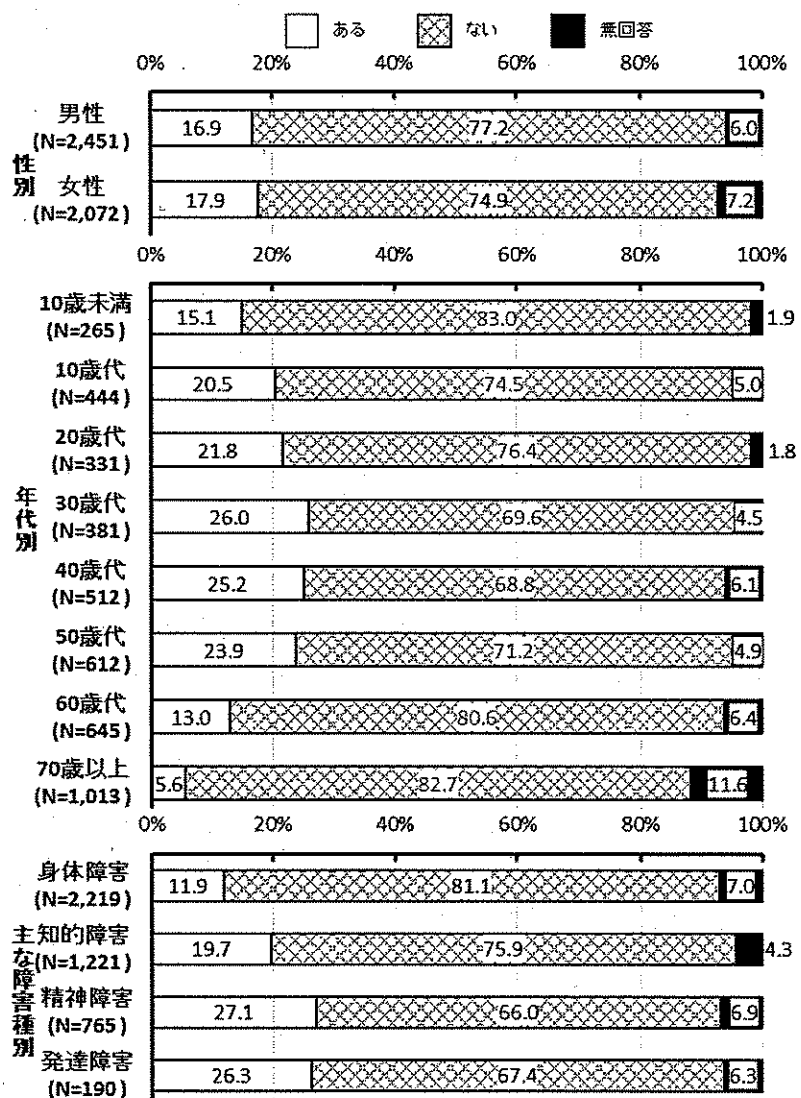 ある ない 無回答
0% 20% 40% 60% 80% 100%
性別
男性
(N=2,451)
16.9 77.2 6.0
女性
(N=2,072)
17.9 74.9 7.2
0% 20% 40% 60% 80% 100%
年代別
10歳未満
(N=265)
15.1 83.0 1.9
10歳代
(N=444)
20.5 74.5 5.0
20歳代
(N=331)
21.8 76.4 1.8
30歳代
(N=381)
26.0 69.6 4.5
40歳代
(N=512)
25.2 68.8 6.1
50歳代
(N=612)
23.9 71.2 4.9
60歳代
(N=645)
13.0 80.6 6.4
70歳以上
(N=1,013)
5.6 82.7 11.6
0% 20% 40% 60% 80% 100%
主な障害種別
身体障害
(N=2,219)
11.9 81.1 7.0
知的障害
(N=1,221)
19.7 75.9 4.3
精神障害
(N=765)
27.1 66.0 6.9
発達障害
(N=190)
26.3 67.4 6.3